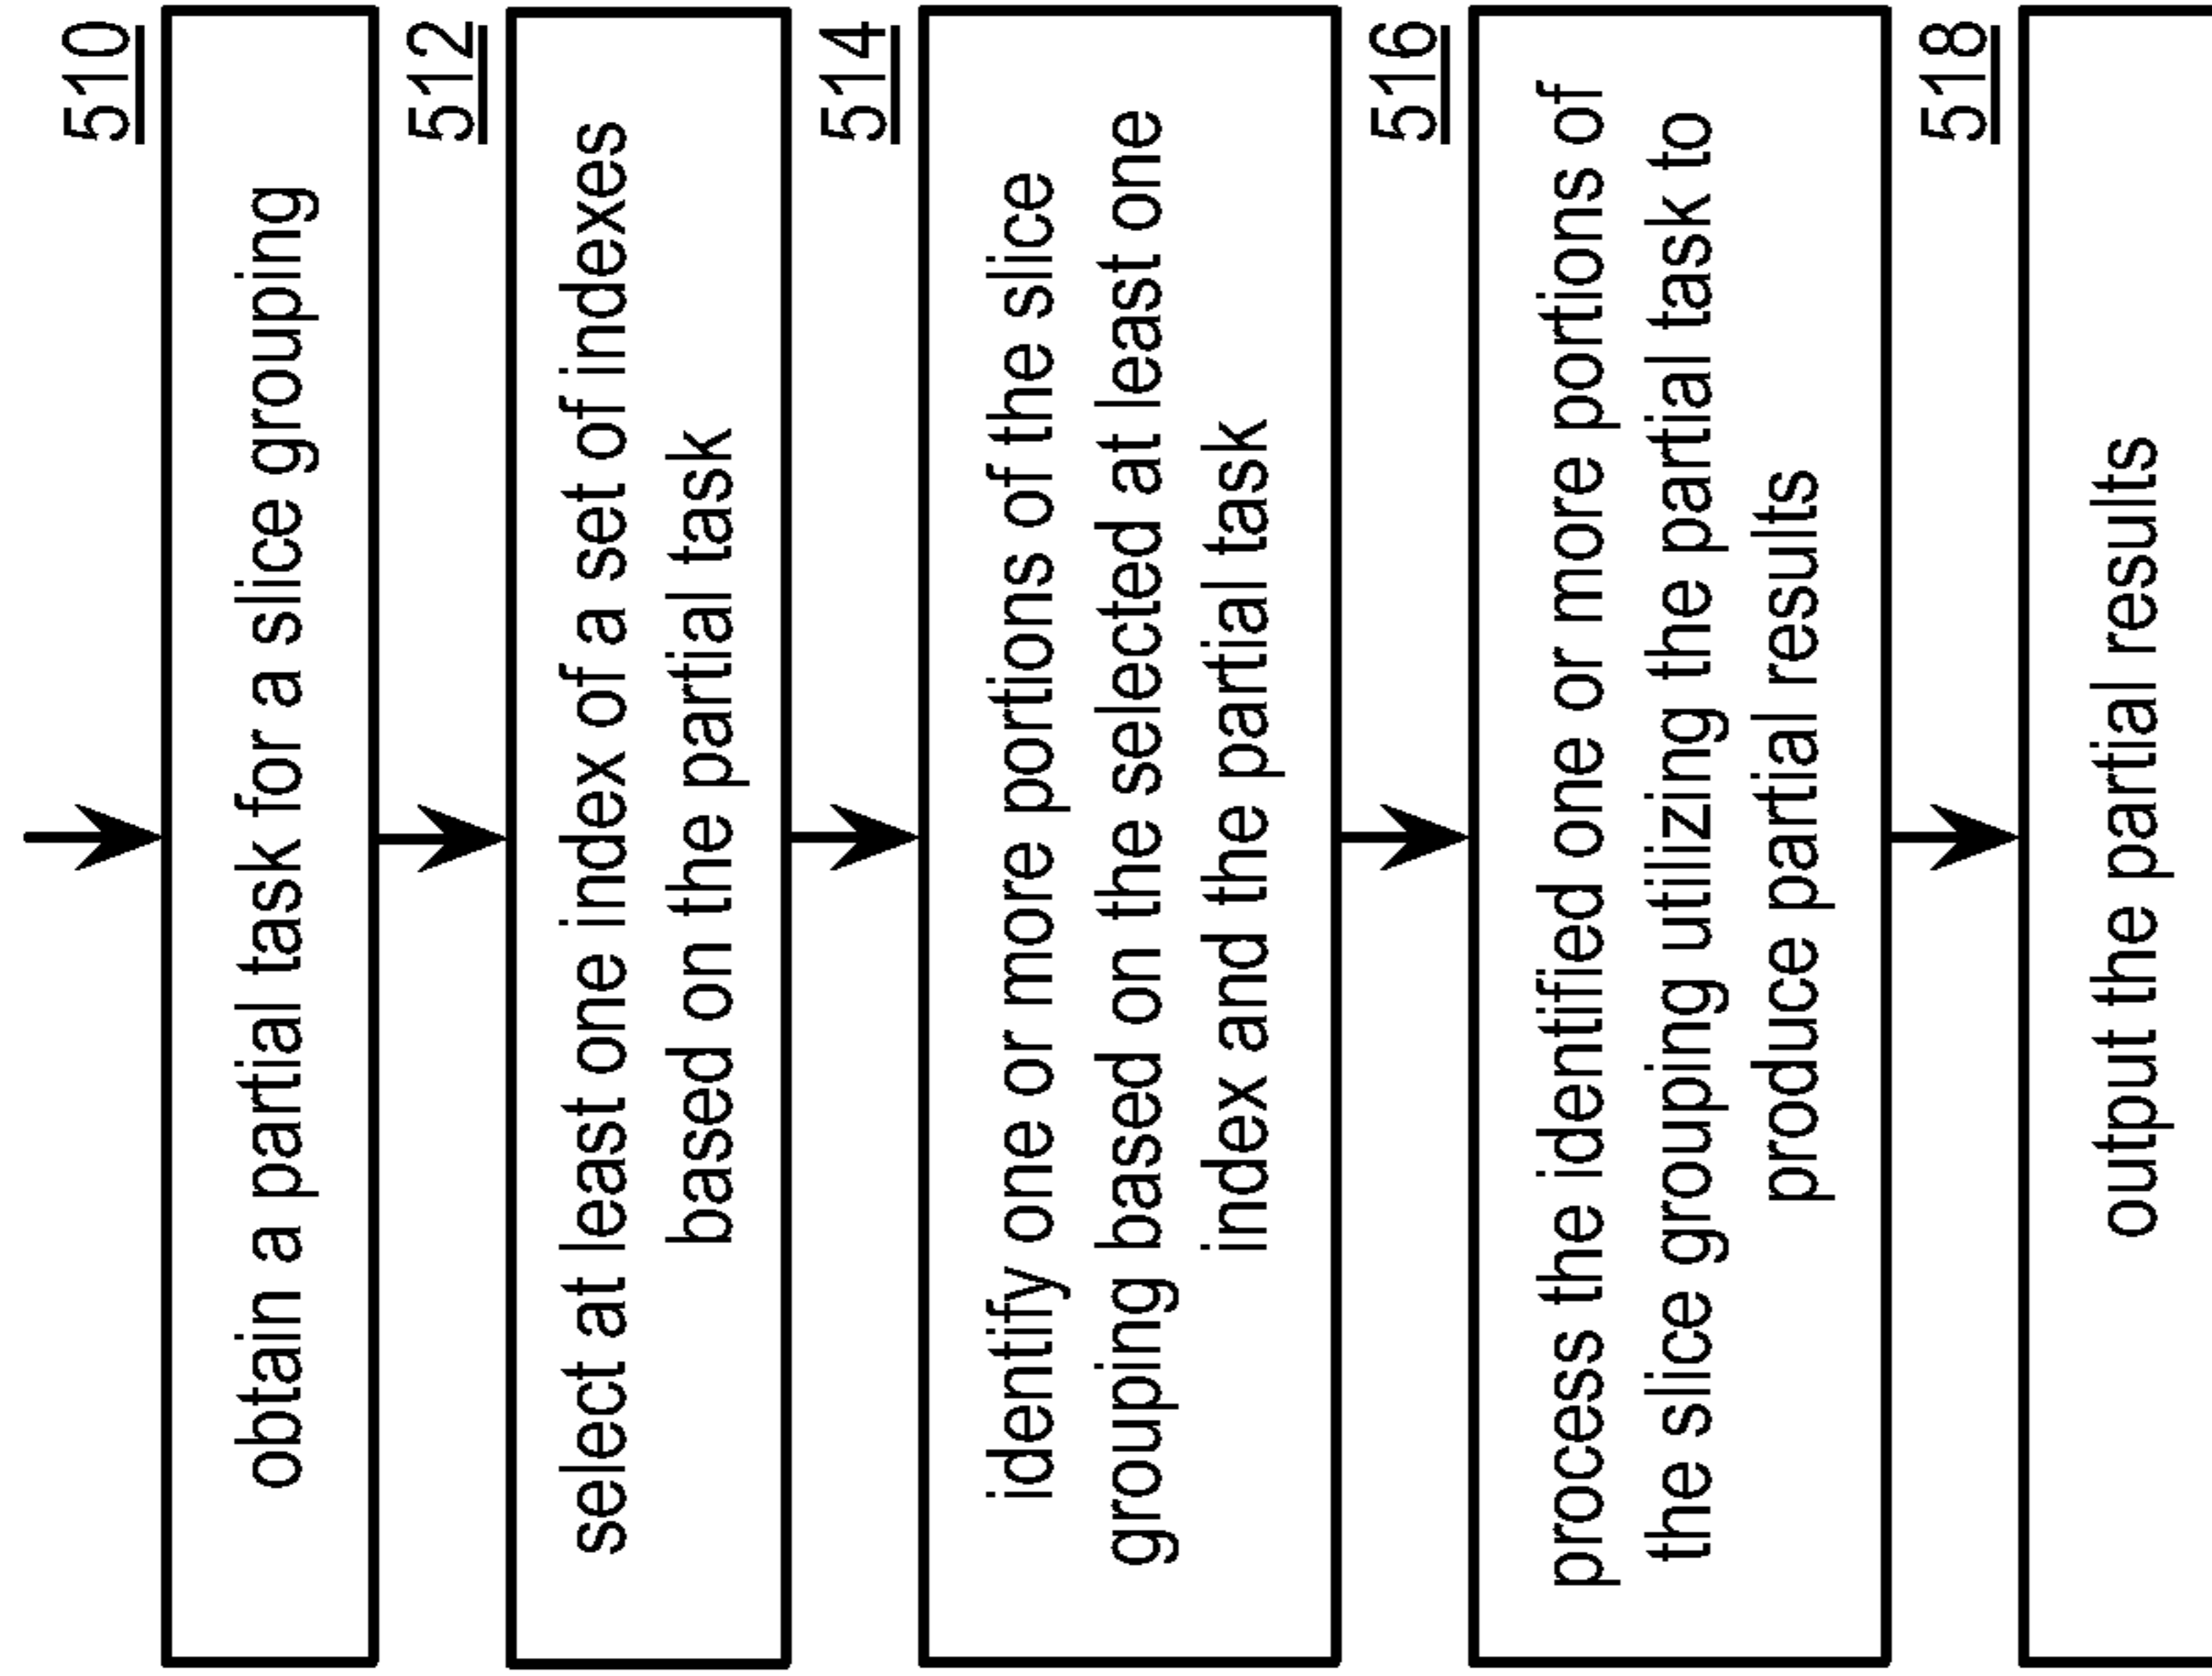 510
obtain a partial task for a slice grouping
512
select at least one index of a set of indexes
based on the partial task
514
identify one or more portions of the slice
grouping based on the selected at least one
index and the partial task
516
process the identified one or more portions of
the slice grouping utilizing the partial task to
produce partial results
518
output the partial results